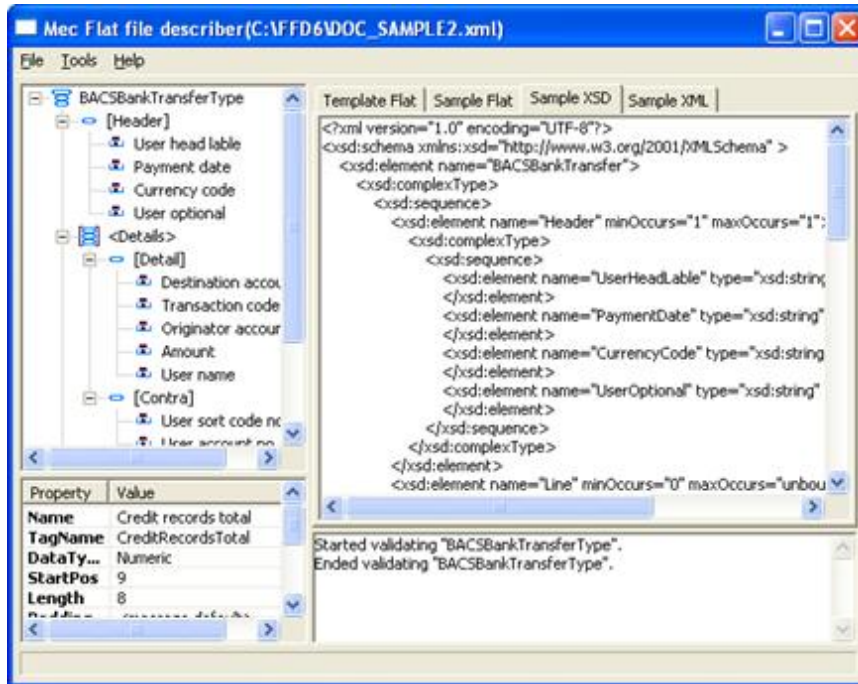 Mec Flat file describer(C:\FFD6\DOC_SAMPLE2.xml)
File Tools Help
BACSBankTransferType
[Header]
User head lable
Payment date
Currency code
User optional
<Details>
[Detail]
Destination accou
Transaction code
Originator accour
Amount
User name
[Contra]
User sort code no
User account no
Property Value
Name Credit records total
TagName CreditRecordsTotal
DataTy... Numeric
StartPos 9
Length 8
Padding <message default>
Template Flat Sample Flat Sample XSD Sample XML
<?xml version="1.0" encoding="UTF-8"?>
<xsd:schema xmlns:xsd="http://www.w3.org/2001/XMLSchema" >
<xsd:element name="BACSBankTransfer">
<xsd:complexType>
<xsd:sequence>
<xsd:element name="Header" minOccurs="1" maxOccurs="1">
<xsd:complexType>
<xsd:sequence>
<xsd:element name="UserHeadLable" type="xsd:string
</xsd:element>
<xsd:element name="PaymentDate" type="xsd:string"
</xsd:element>
<xsd:element name="CurrencyCode" type="xsd:string
</xsd:element>
<xsd:element name="UserOptional" type="xsd:string"
</xsd:element>
</xsd:sequence>
</xsd:complexType>
</xsd:element>
<xsd:element name="Line" minOccurs="0" maxOccurs="unbou
Started validating "BACSBankTransferType".
Ended validating "BACSBankTransferType".